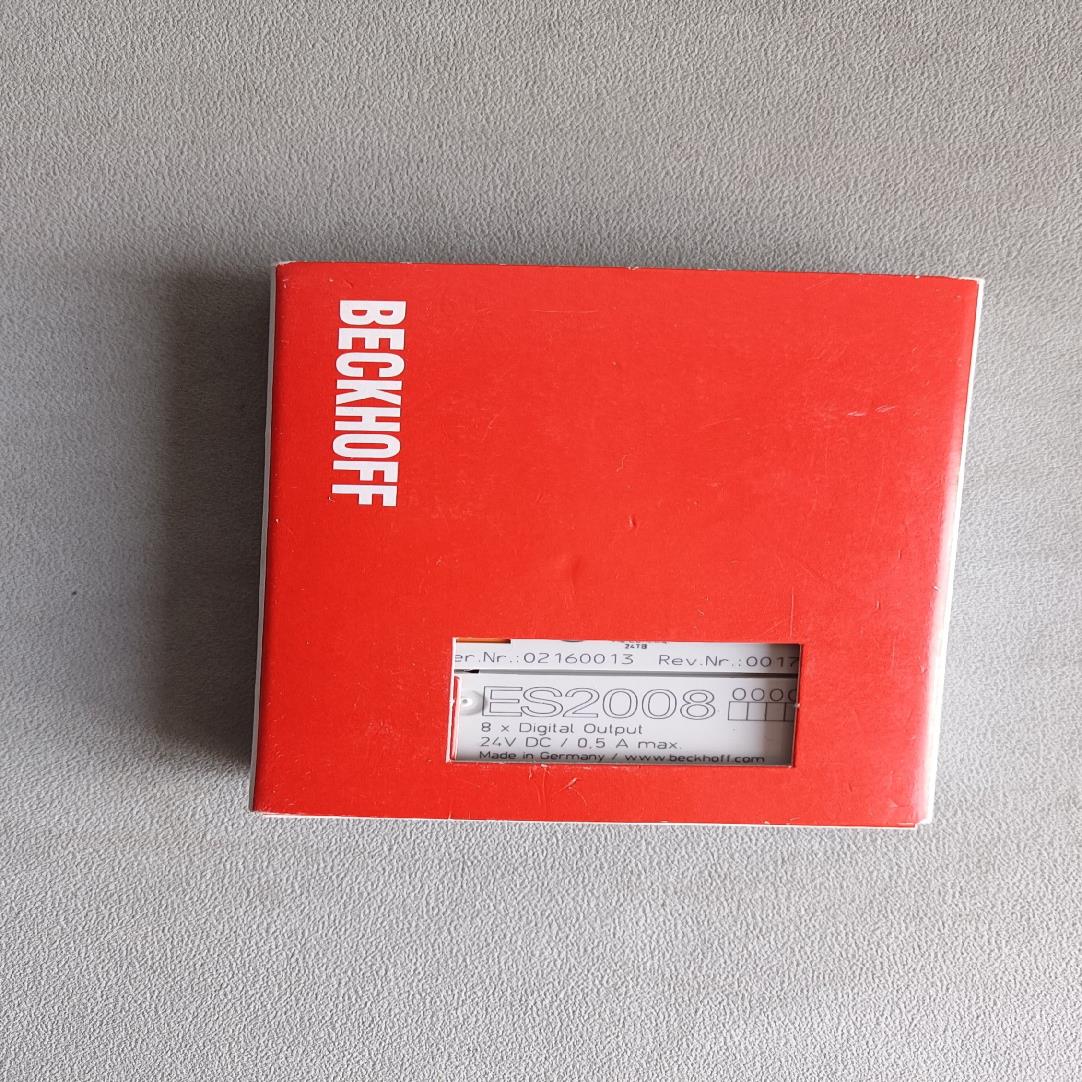 BECKHOFF
24TB
er.Nr.:02160013 Rev.Nr.:0017
ES2008
8 x Digital Output
24V DC / 0,5 A max.
Made in Germany / www.beckhoff.com